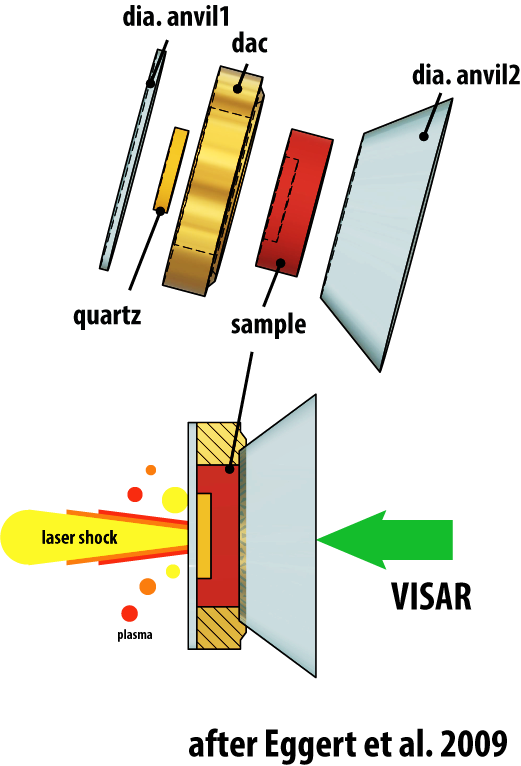 dia. anvil1
dac
dia. anvil2
quartz
sample
laser shock
plasma
VISAR
after Eggert et al. 2009